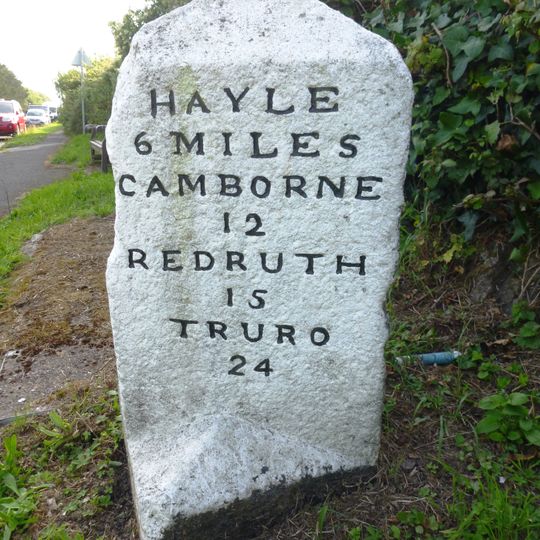 HAYLE
6 MILES
CAMBORNE
12
REDRUTH
15
TRURO
24